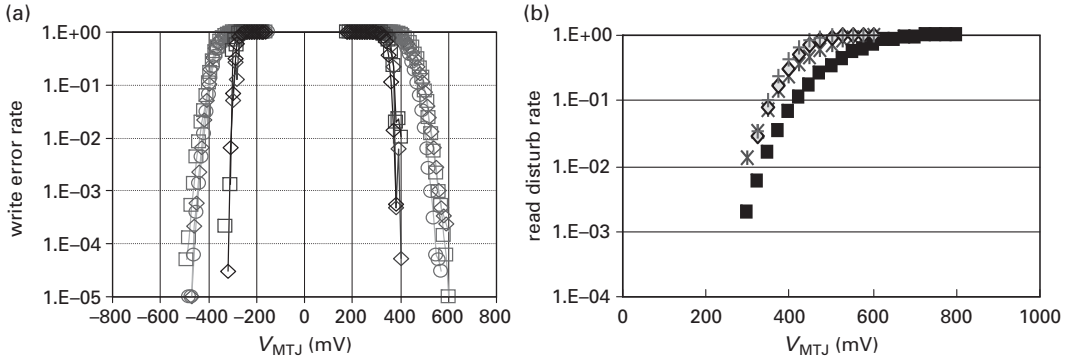 (a)
write error rate
1.E+00
1.E-01
1.E-02
1.E-03
1.E-04
1.E-05
−800 −600 −400 −200 0 200 400 600 800
VMTJ (mV)
(b)
read disturb rate
1.E+00
1.E−01
1.E−02
1.E−03
1.E−04
0 200 400 600 800 1000
VMTJ (mV)